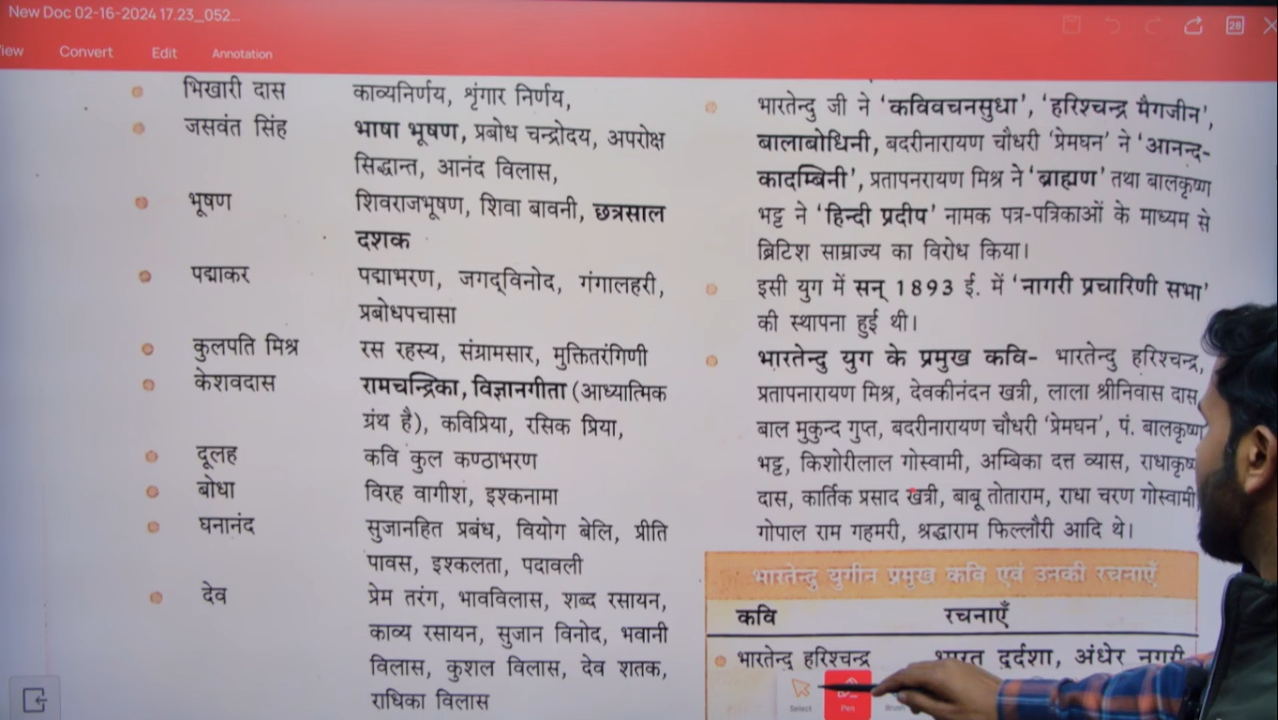 New Doc 02-16-2024 17.23_052...
28
iew Convert Edit Annotation
भिखारी दास काव्यनिर्णय, शृंगार निर्णय,
जसवंत सिंह भाषा भूषण, प्रबोध चन्द्रोदय, अपरोक्ष
सिद्धान्त, आनंद विलास,
भूषण शिवराजभूषण, शिवा बावनी, छत्रसाल
दशक
पद्माकर पद्माभरण, जगद्‌विनोद, गंगालहरी,
प्रबोधपचासा
कुलपति मिश्र रस रहस्य, संग्रामसार, मुक्तितरंगिणी
केशवदास रामचन्द्रिका, विज्ञानगीता (आध्यात्मिक
ग्रंथ है), कविप्रिया, रसिक प्रिया,
दूलह कवि कुल कण्ठाभरण
बोधा विरह वागीश, इश्कनामा
घनानंद सुजानहित प्रबंध, वियोग बेलि, प्रीति
पावस, इश्कलता, पदावली
देव प्रेम तरंग, भावविलास, शब्द रसायन,
काव्य रसायन, सुजान विनोद, भवानी
विलास, कुशल विलास, देव शतक,
राधिका विलास
भारतेन्दु जी ने 'कविवचनसुधा', 'हरिश्चन्द्र मैगजीन',
बालाबोधिनी, बदरीनारायण चौधरी 'प्रेमघन' ने 'आनन्द-
कादम्बिनी', प्रतापनरायण मिश्र ने 'ब्राह्मण' तथा बालकृष्ण
भट्ट ने 'हिन्दी प्रदीप' नामक पत्र-पत्रिकाओं के माध्यम से
ब्रिटिश साम्राज्य का विरोध किया।
इसी युग में सन् 1893 ई. में 'नागरी प्रचारिणी सभा'
की स्थापना हुई थी।
भारतेन्दु युग के प्रमुख कवि- भारतेन्दु हरिश्चन्द्र,
प्रतापनारायण मिश्र, देवकीनंदन खत्री, लाला श्रीनिवास दास,
बाल मुकुन्द गुप्त, बदरीनारायण चौधरी 'प्रेमघन', पं. बालकृष्ण
भट्ट, किशोरीलाल गोस्वामी, अम्बिका दत्त व्यास, राधाकृष्ण
दास, कार्तिक प्रसाद खत्री, बाबू तोताराम, राधा चरण गोस्वामी
गोपाल राम गहमरी, श्रद्धाराम फिल्लौरी आदि थे।
भारतेन्दु युगीन प्रमुख कवि एवं उनकी रचनाएँ
कवि रचनाएँ
भारतेन्दु हरिश्चन्द्र भारत दुर्दशा, अंधेर नगरी
Select Pen